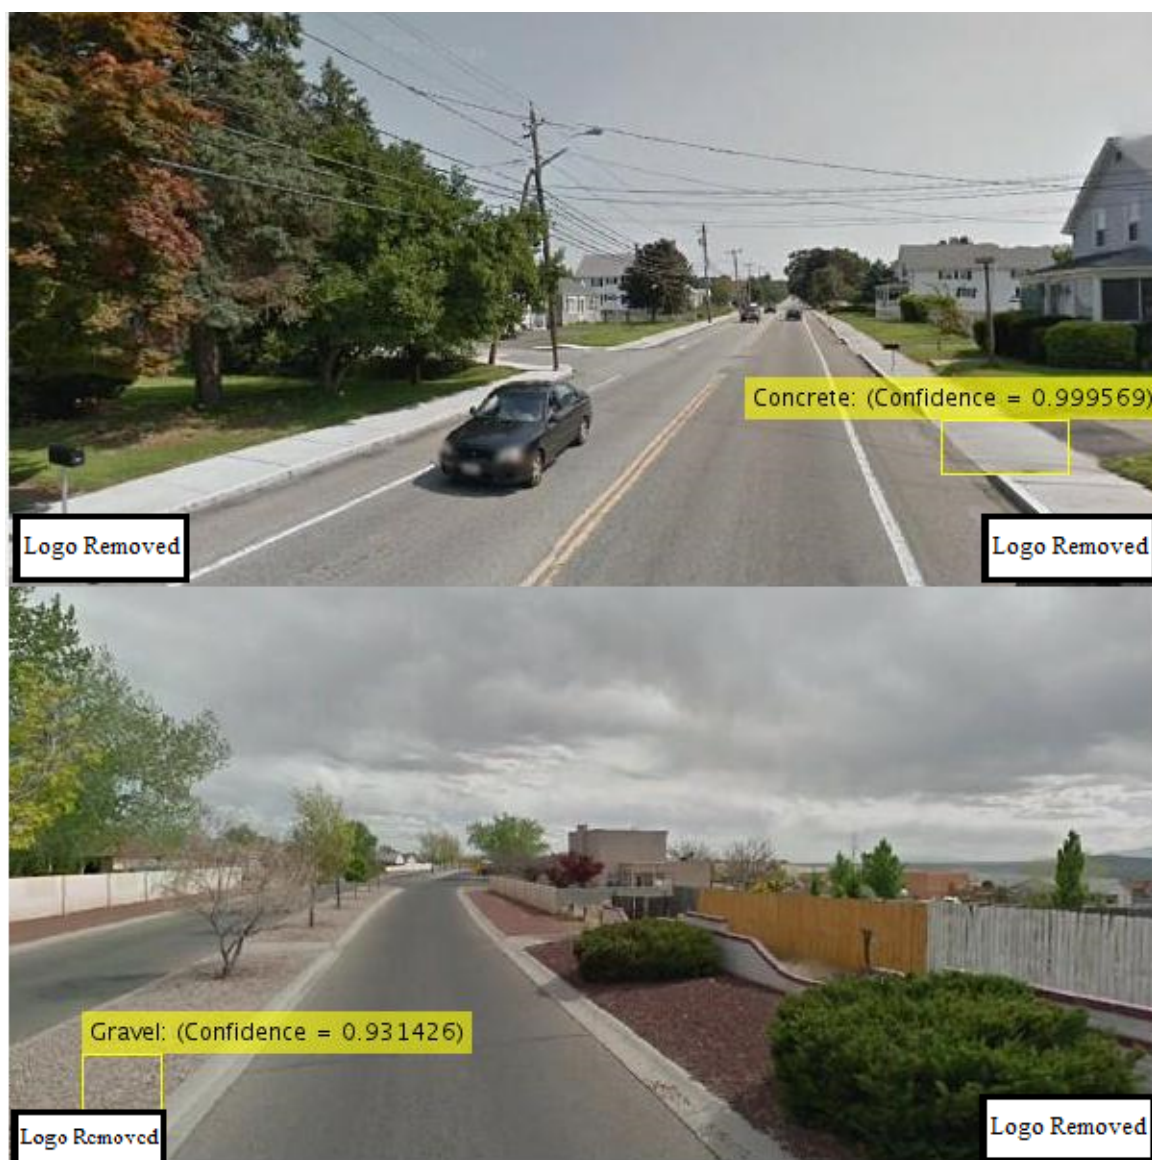 Concrete: (Confidence = 0.999569)
Logo Removed
Logo Removed
Gravel: (Confidence = 0.931426)
Logo Removed
Logo Removed